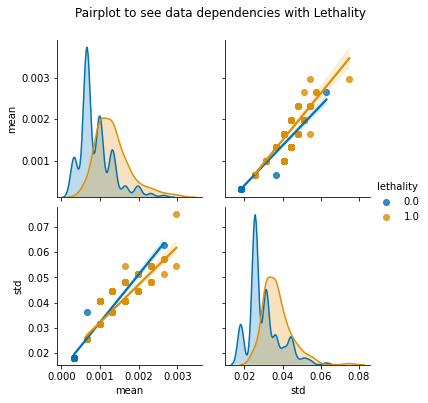 Pairplot to see data dependencies with Lethality
0.003
0.002
0.001
mean
lethality
0.0
1.0
0.07
0.06
0.05
0.04
0.03
0.02
std
0.000 0.001 0.002 0.003
mean
0.02 0.04 0.06 0.08
std